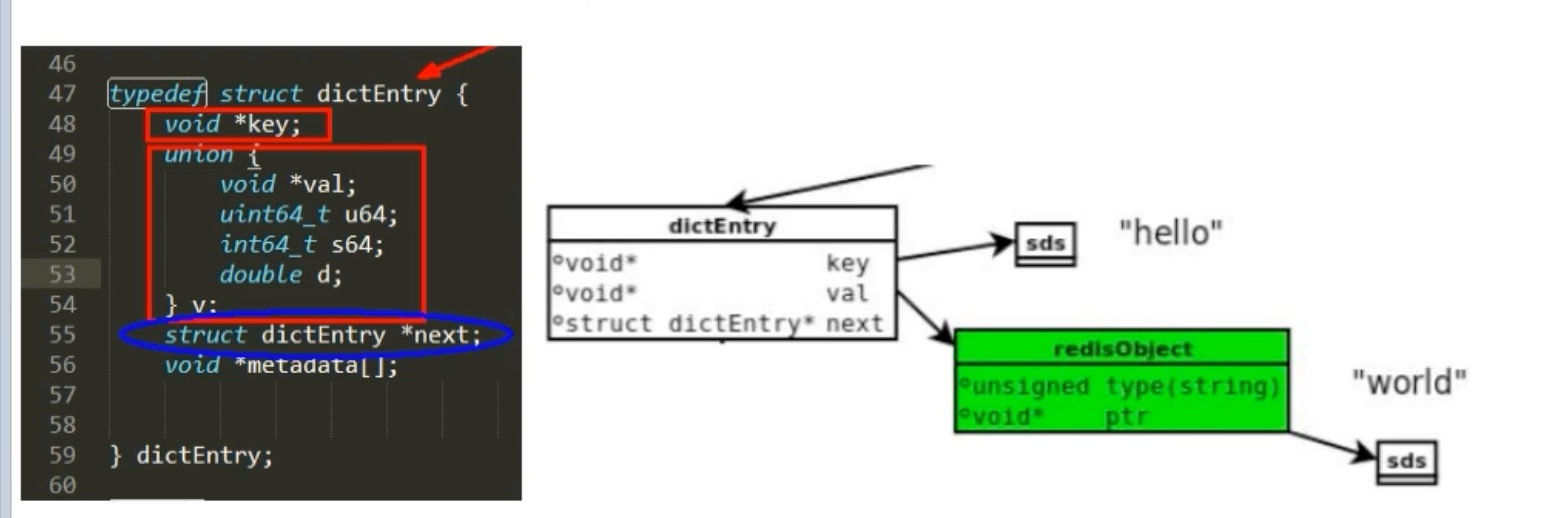 46
47 typedef struct dictEntry {
48 void *key;
49 union {
50 void *val;
51 uint64_t u64;
52 int64_t s64;
53 double d;
54 } v;
55 struct dictEntry *next;
56 void *metadata[];
57
58
59 } dictEntry;
60
dictEntry
void* key
void* val
struct dictEntry* next
sds
"hello"
redisObject
unsigned type(string)
void* ptr
"world"
sds